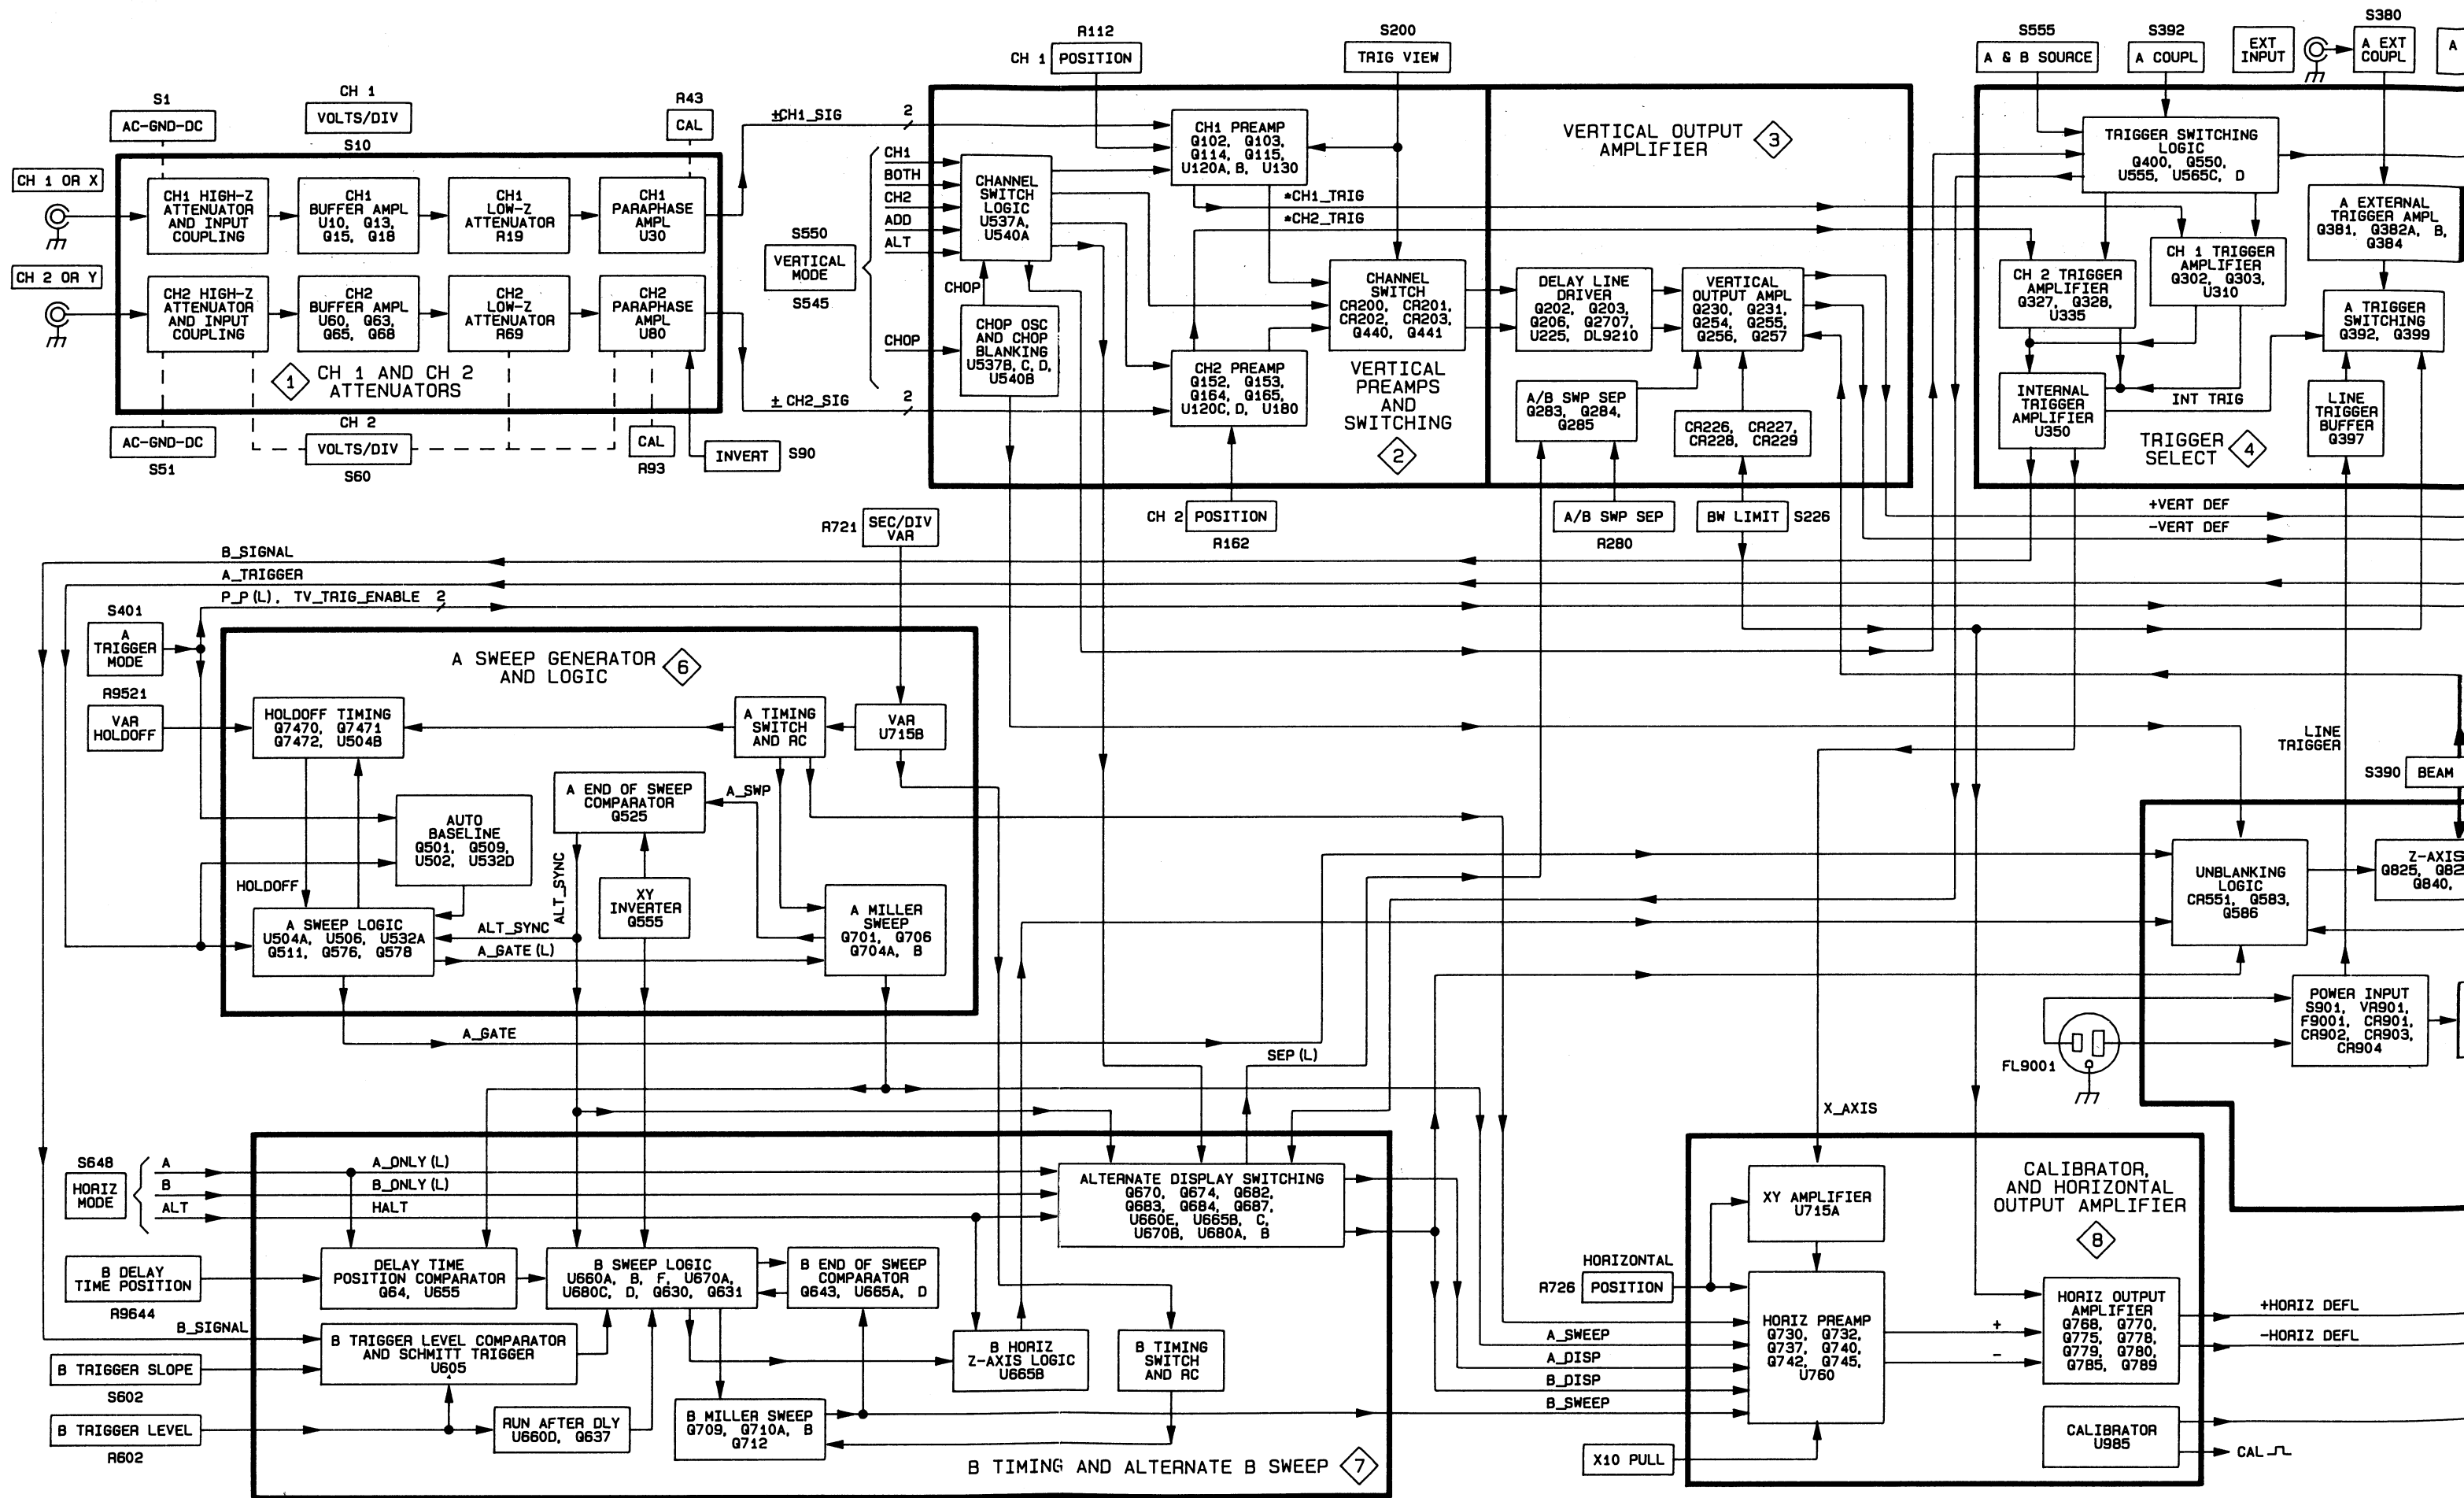 R112
S200
S555
S392
S380
CH 1
POSITION
TRIG VIEW
A & B SOURCE
A COUPL
EXT
INPUT
A EXT
COUPL
A
S1
AC-GND-DC
CH 1
VOLTS/DIV
S10
R43
CAL
±CH1_SIG
2
CH 1 OR X
CH1 HIGH-Z
ATTENUATOR
AND INPUT
COUPLING
CH1
BUFFER AMPL
U10, Q13,
Q15, Q18
CH1
LOW-Z
ATTENUATOR
R19
CH1
PARAPHASE
AMPL
U30
CH 2 OR Y
CH2 HIGH-Z
ATTENUATOR
AND INPUT
COUPLING
CH2
BUFFER AMPL
U60, Q63,
Q65, Q68
CH2
LOW-Z
ATTENUATOR
R69
CH2
PARAPHASE
AMPL
U80
1
CH 1 AND CH 2
ATTENUATORS
± CH2_SIG
2
AC-GND-DC
S51
CH 2
VOLTS/DIV
S60
CAL
R93
INVERT
S90
S550
VERTICAL
MODE
S545
CH1
BOTH
CH2
ADD
ALT
CHOP
CHANNEL
SWITCH
LOGIC
U537A,
U540A
CHOP
CHOP OSC
AND CHOP
BLANKING
U537B, C, D,
U540B
CH1 PREAMP
Q102, Q103,
Q114, Q115,
U120A, B, U130
*CH1_TRIG
*CH2_TRIG
CHANNEL
SWITCH
CR200, CR201,
CR202, CR203,
Q440, Q441
CH2 PREAMP
Q152, Q153,
Q164, Q165,
U120C, D, U180
VERTICAL
PREAMPS
AND
SWITCHING
2
CH 2
POSITION
R162
VERTICAL OUTPUT
AMPLIFIER
3
DELAY LINE
DRIVER
Q202, Q203,
Q206, Q2707,
U225, DL9210
VERTICAL
OUTPUT AMPL
Q230, Q231,
Q254, Q255,
Q256, Q257
A/B SWP SEP
Q283, Q284,
Q285
CR226, CR227,
CR228, CR229
A/B SWP SEP
R280
BW LIMIT
S226
TRIGGER SWITCHING
LOGIC
Q400, Q550,
U555, U565C, D
A EXTERNAL
TRIGGER AMPL
Q381, Q382A, B,
Q384
CH 1 TRIGGER
AMPLIFIER
Q302, Q303,
U310
CH 2 TRIGGER
AMPLIFIER
Q327, Q328,
U335
A TRIGGER
SWITCHING
Q392, Q399
INTERNAL
TRIGGER
AMPLIFIER
U350
INT TRIG
LINE
TRIGGER
BUFFER
Q397
TRIGGER
SELECT
4
+VERT DEF
-VERT DEF
R721
SEC/DIV
VAR
B_SIGNAL
A_TRIGGER
P_P(L), TV_TRIG_ENABLE
2
S401
A
TRIGGER
MODE
R9521
VAR
HOLDOFF
A SWEEP GENERATOR
AND LOGIC
6
HOLDOFF TIMING
Q7470, Q7471
Q7472, U504B
A TIMING
SWITCH
AND RC
VAR
U715B
A END OF SWEEP
COMPARATOR
Q525
A_SWP
AUTO
BASELINE
Q501, Q509,
U502, U532D
ALT_SYNC
HOLDOFF
XY
INVERTER
Q555
A SWEEP LOGIC
U504A, U506, U532A
Q511, Q576, Q578
ALT_SYNC
A_GATE(L)
A MILLER
SWEEP
Q701, Q706
Q704A, B
A_GATE
SEP(L)
LINE
TRIGGER
S390
BEAM
UNBLANKING
LOGIC
CR551, Q583,
Q586
Z-AXIS
Q825, Q82
Q840,
POWER INPUT
S901, VR901,
F9001, CR901,
CR902, CR903,
CR904
FL9001
X_AXIS
S648
HORIZ
MODE
A
B
ALT
A_ONLY(L)
B_ONLY(L)
HALT
ALTERNATE DISPLAY SWITCHING
Q670, Q674, Q682,
Q683, Q684, Q687,
U660E, U665B, C,
U670B, U680A, B
B DELAY
TIME POSITION
R9644
DELAY TIME
POSITION COMPARATOR
Q64, U655
B SWEEP LOGIC
U660A, B, F, U670A,
U680C, D, Q630, Q631
B END OF SWEEP
COMPARATOR
Q643, U665A, D
B_SIGNAL
B TRIGGER LEVEL COMPARATOR
AND SCHMITT TRIGGER
U605
B TRIGGER SLOPE
S602
B TRIGGER LEVEL
R602
RUN AFTER DLY
U660D, Q637
B MILLER SWEEP
Q709, Q710A, B
Q712
B HORIZ
Z-AXIS LOGIC
U665B
B TIMING
SWITCH
AND RC
B TIMING AND ALTERNATE B SWEEP
7
XY AMPLIFIER
U715A
CALIBRATOR,
AND HORIZONTAL
OUTPUT AMPLIFIER
8
HORIZONTAL
R726
POSITION
A_SWEEP
A_DISP
B_DISP
B_SWEEP
HORIZ PREAMP
Q730, Q732,
Q737, Q740,
Q742, Q745,
U760
+
-
HORIZ OUTPUT
AMPLIFIER
Q768, Q770,
Q775, Q778,
Q779, Q780,
Q785, Q789
+HORIZ DEFL
-HORIZ DEFL
X10 PULL
CALIBRATOR
U985
CAL